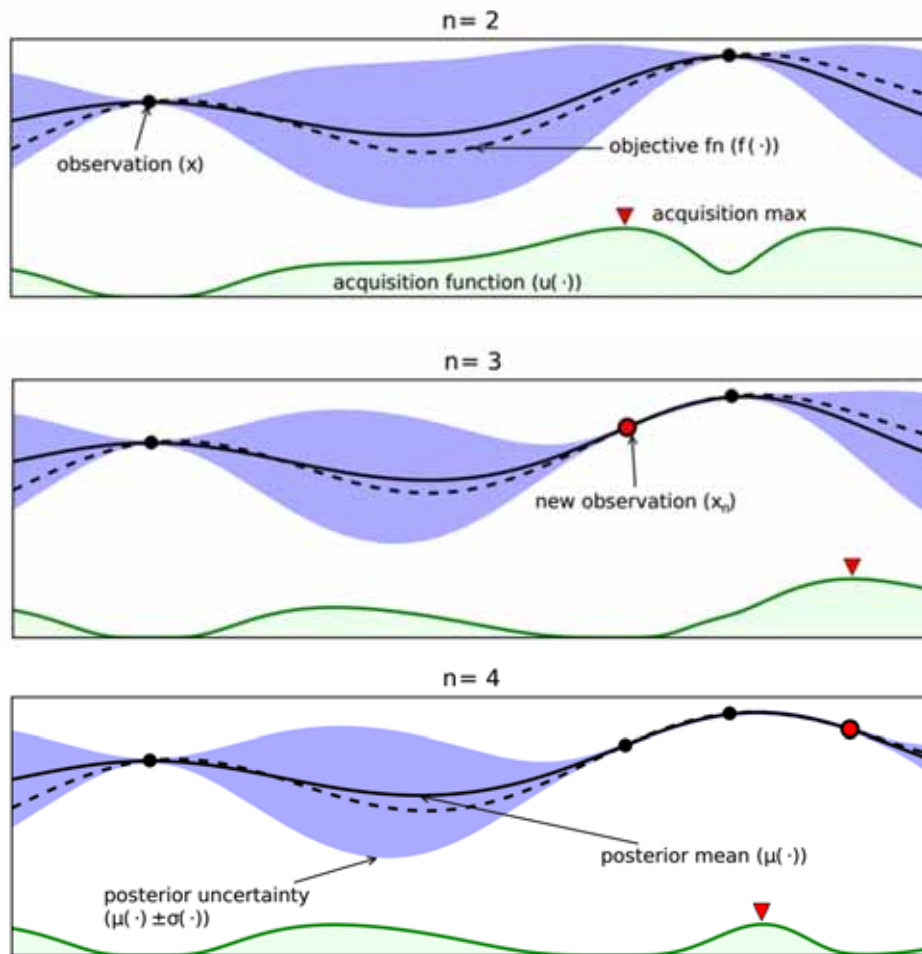 n= 2
observation (x)
objective fn (f(·))
acquisition max
acquisition function (u(·))
n= 3
new observation (xₙ)
n= 4
posterior mean (μ(·))
posterior uncertainty
(μ(·) ±σ(·))